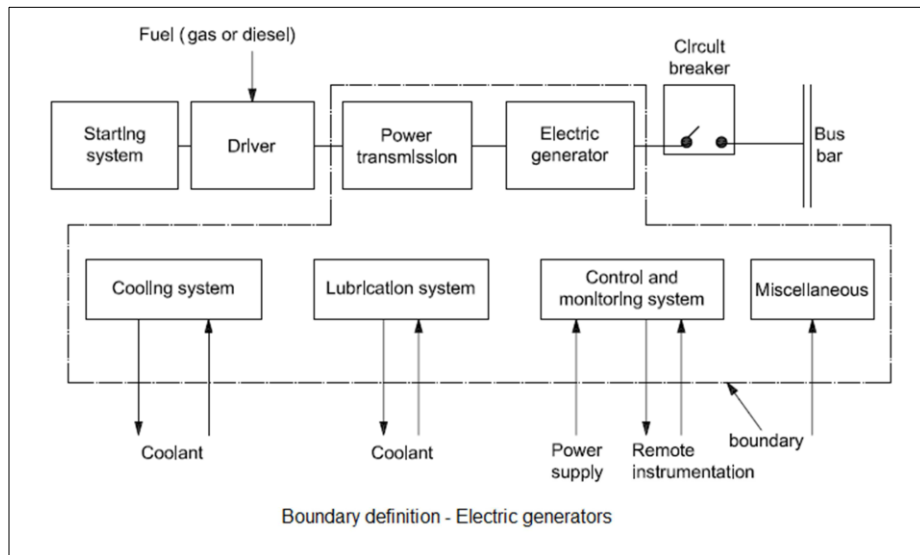 Fuel ( gas or diesel)
Circuit
breaker
Starting
system
Driver
Power
transmission
Electric
generator
Bus
bar
Cooling system
Lubrication system
Control and
monitoring system
Miscellaneous
Coolant
Coolant
Power
supply
Remote
instrumentation
boundary
Boundary definition - Electric generators